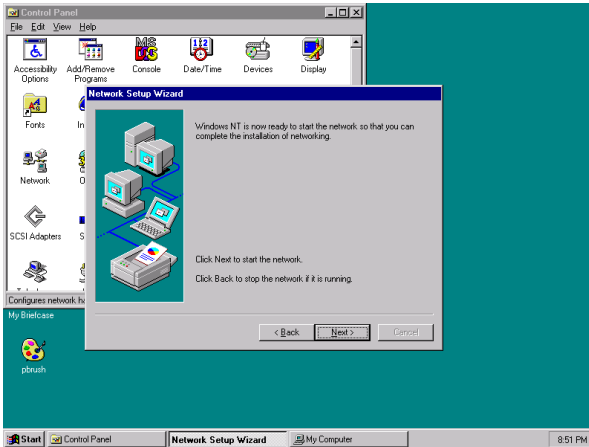 Control Panel
File Edit View Help
Accessibility Options
Add/Remove Programs
MS
DOS
Console
12
Date/Time
Devices
Display
Fonts
Network
SCSI Adapters
Configures network
My Briefcase
pbrush
Network Setup Wizard
Windows NT is now ready to start the network so that you can
complete the installation of networking.
Click Next to start the network.
Click Back to stop the network if it is running.
< Back
Next >
Cancel
Start
Control Panel
Network Setup Wizard
My Computer
8:51 PM